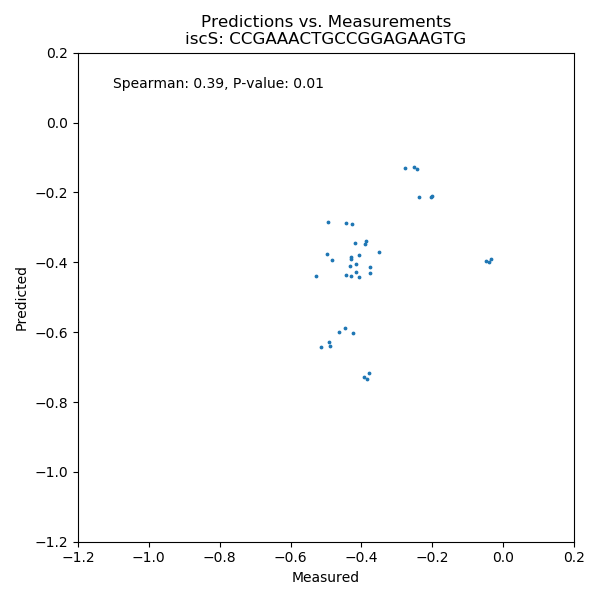 Predictions vs. Measurements
iscS: CCGAAACTGCCGGAGAAGTG
Spearman: 0.39, P-value: 0.01
0.2
0.0
−0.2
−0.4
−0.6
−0.8
−1.0
−1.2
Predicted
−1.2 −1.0 −0.8 −0.6 −0.4 −0.2 0.0 0.2
Measured